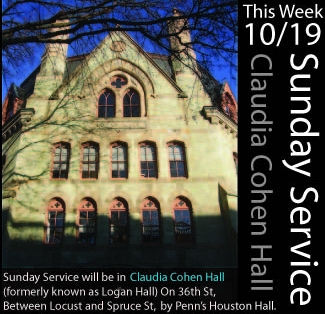 This Week
10/19
Sunday Service
Claudia Cohen Hall
Sunday Service will be in Claudia Cohen Hall
(formerly known as Logan Hall) On 36th St,
Between Locust and Spruce St, by Penn's Houston Hall.